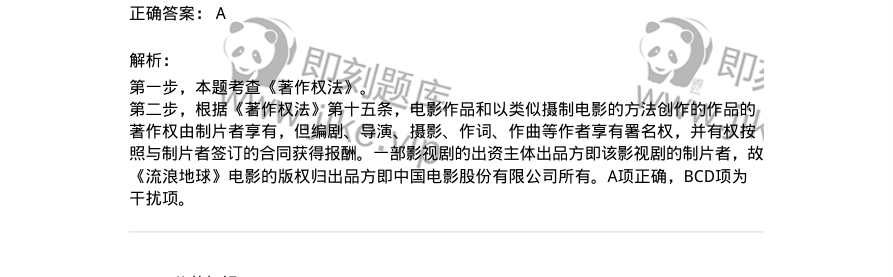 正确答案： A
解析：
第一步，本题考查《著作权法》。
第二步，根据《著作权法》第十五条，电影作品和以类似摄制电影的方法创作的作品的
著作权由制片者享有，但编剧、导演、摄影、作词、作曲等作者享有署名权，并有权按
照与制片者签订的合同获得报酬。一部影视剧的出资主体出品方即该影视剧的制片者，故
《流浪地球》电影的版权归出品方即中国电影股份有限公司所有。A项正确，BCD项为
干扰项。
即刻题库
即刻